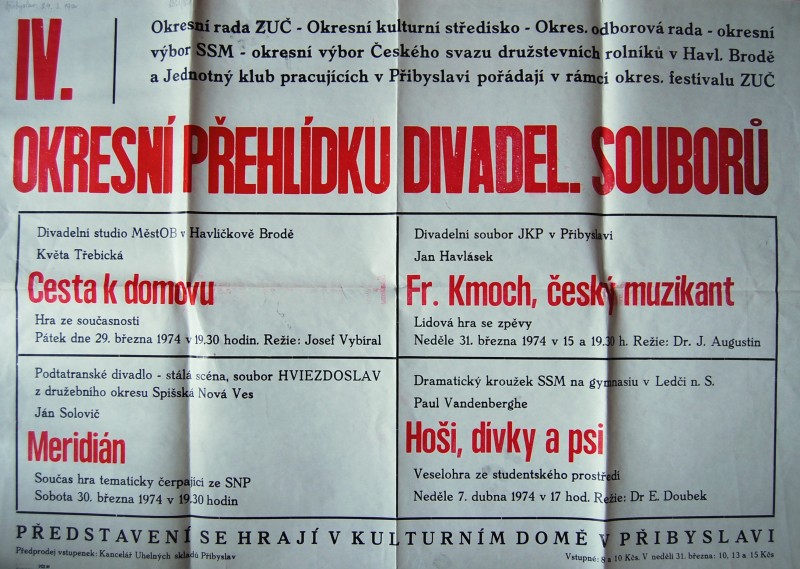 IV.
Okresní rada ZUČ - Okresní kulturní středisko - Okres. odborová rada - okresní
výbor SSM - okresní výbor Českého svazu družstevních rolníků v Havl. Brodě
a Jednotný klub pracujících v Přibyslavi pořádají v rámci okres. festivalu ZUČ
OKRESNÍ PŘEHLÍDKU DIVADEL. SOUBORŮ
Divadelní studio MěstOB v Havlíčkově Brodě
Květa Třebická
Cesta k domovu
Hra ze současnosti
Pátek dne 29. března 1974 v 19.30 hodin. Režie: Josef Vybíral
Divadelní soubor JKP v Přibyslavi
Jan Havlásek
Fr. Kmoch, český muzikant
Lidová hra se zpěvy
Neděle 31. března 1974 v 15 a 19.30 h. Režie: Dr. J. Augustin
Podtatranské divadlo - stálá scéna, soubor HVIEZDOSLAV
z družebního okresu Spišská Nová Ves
Ján Solovič
Meridián
Součas hra tematicky čerpající ze SNP
Sobota 30. března 1974 v 19.30 hodin
Dramatický kroužek SSM na gymnasiu v Ledči n. S.
Paul Vandenberghe
Hoši, dívky a psi
Veselohra ze studentského prostředí
Neděle 7. dubna 1974 v 17 hod. Režie: Dr E. Doubek
PŘEDSTAVENÍ SE HRAJÍ V KULTURNÍM DOMĚ V PŘIBYSLAVI
Předprodej vstupenek: Kancelář Uhelných skladů Přibyslav
Vstupné: 8 a 10 Kčs. V neděli 31. března: 10, 13 a 15 Kčs